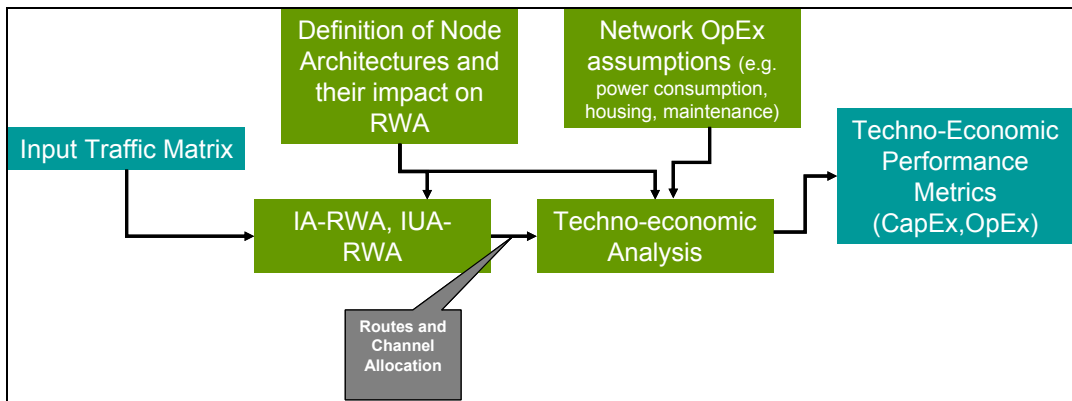 Definition of Node
Architectures and
their impact on
RWA
Network OpEx
assumptions (e.g.
power consumption,
housing, maintenance)
Input Traffic Matrix
Techno-Economic
Performance
Metrics
(CapEx,OpEx)
IA-RWA, IUA-
RWA
Techno-economic
Analysis
Routes and
Channel
Allocation